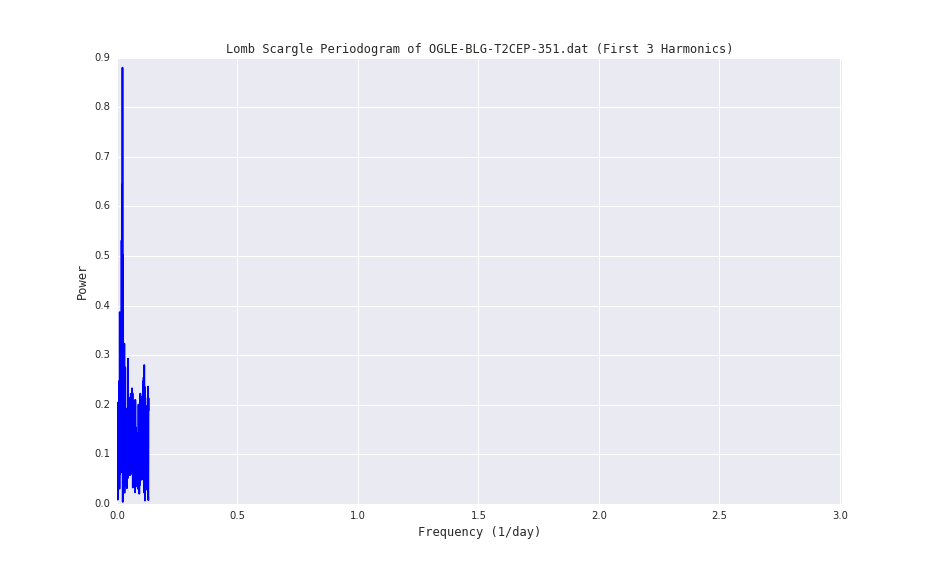 Lomb Scargle Periodogram of OGLE-BLG-T2CEP-351.dat (First 3 Harmonics)
0.9
0.8
0.7
0.6
0.5
0.4
0.3
0.2
0.1
0.0
Power
0.0 0.5 1.0 1.5 2.0 2.5 3.0
Frequency (1/day)